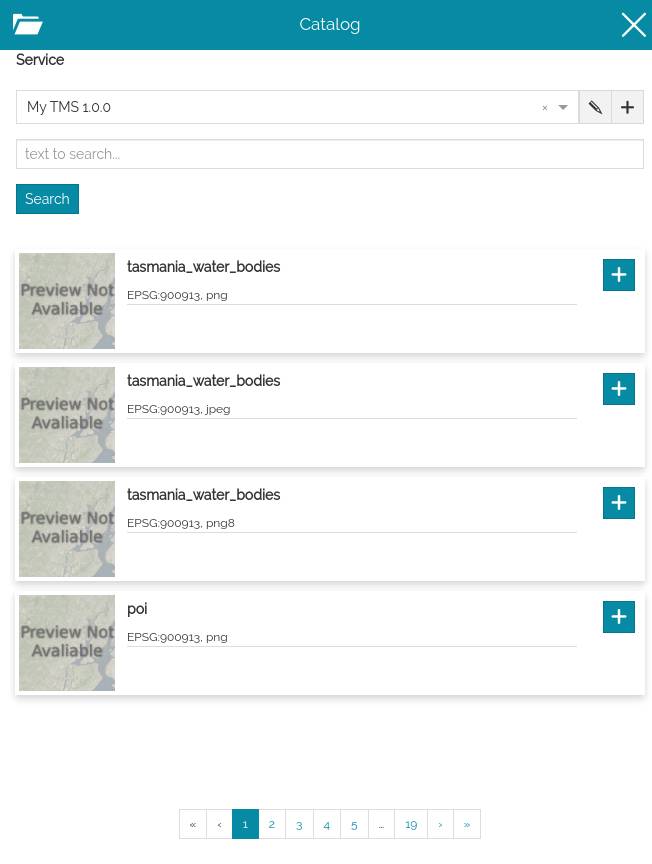 Catalog
Service
My TMS 1.0.0 ×
text to search...
Search
Preview Not
Avaliable
tasmania_water_bodies
EPSG:900913, png
Preview Not
Avaliable
tasmania_water_bodies
EPSG:900913, jpeg
Preview Not
Avaliable
tasmania_water_bodies
EPSG:900913, png8
Preview Not
Avaliable
poi
EPSG:900913, png
« ‹ 1 2 3 4 5 ... 19 › »